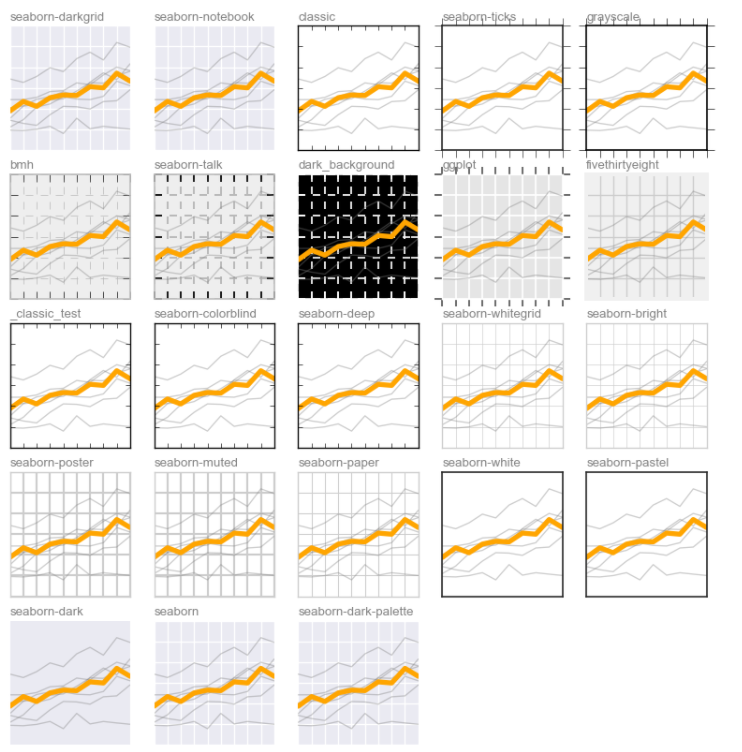 seaborn-darkgrid seaborn-notebook classic seaborn-ticks grayscale
bmh seaborn-talk dark_background ggplot fivethirtyeight
_classic_test seaborn-colorblind seaborn-deep seaborn-whitegrid seaborn-bright
seaborn-poster seaborn-muted seaborn-paper seaborn-white seaborn-pastel
seaborn-dark seaborn seaborn-dark-palette